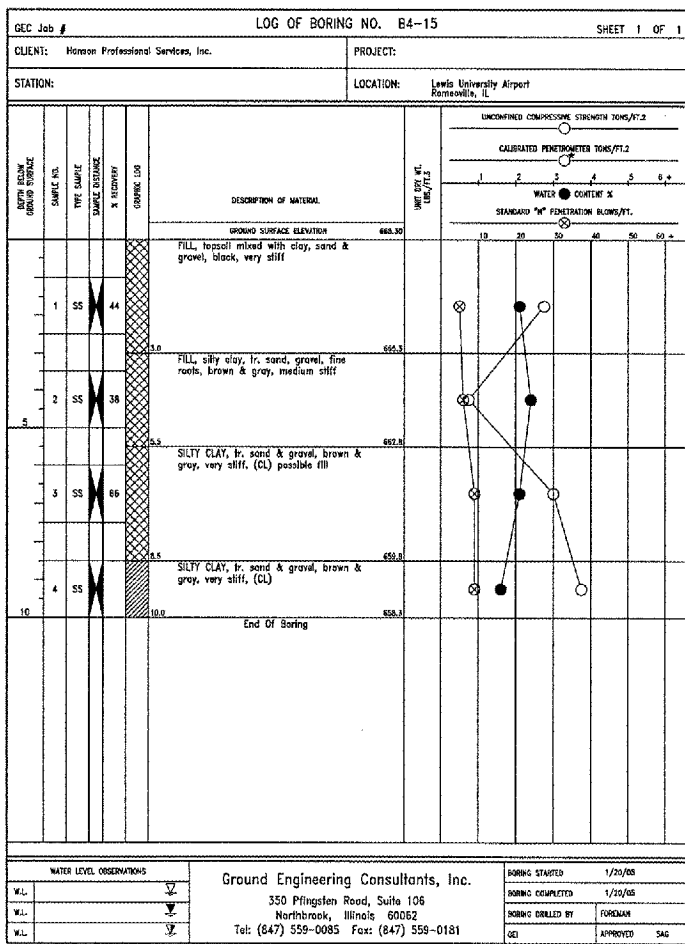 GEC Job # LOG OF BORING NO. B4-15 SHEET 1 OF 1
CLIENT: Hanson Professional Services, Inc. PROJECT:
STATION: LOCATION: Lewis University Airport
Romeoville, IL
DEPTH BELOW
GROUND SURFACE
SAMPLE NO.
TYPE SAMPLE
SAMPLE DISTANCE
% RECOVERY
GRAPHIC LOG
DESCRIPTION OF MATERIAL
GROUND SURFACE ELEVATION 668.30
UNIT DRY WT.
LBS./FT.3
UNCONFINED COMPRESSIVE STRENGTH TONS/FT.2
CALIBRATED PENETROMETER TONS/FT.2
*
1 2 3 4 5 6 +
WATER CONTENT %
STANDARD "N" PENETRATION BLOWS/FT.
10 20 30 40 50 60 +
FILL, topsoil mixed with clay, sand &
gravel, black, very stiff
1 SS 44
3.0 665.3
FILL, silty clay, tr. sand, gravel, fine
roots, brown & gray, medium stiff
2 SS 38
5
5.5 662.8
SILTY CLAY, tr. sand & gravel, brown &
gray, very stiff, (CL) possible fill
3 SS 66
8.5 659.8
SILTY CLAY, tr. sand & gravel, brown &
gray, very stiff, (CL)
4 SS
10 10.0 658.3
End Of Boring
WATER LEVEL OBSERVATIONS
W.L.
W.L.
W.L.
Ground Engineering Consultants, Inc.
350 Pfingsten Road, Suite 106
Northbrook, Illinois 60062
Tel: (847) 559-0085 Fax: (847) 559-0181
BORING STARTED 1/20/05
BORING COMPLETED 1/20/05
BORING DRILLED BY FOREMAN
GEI APPROVED SAG